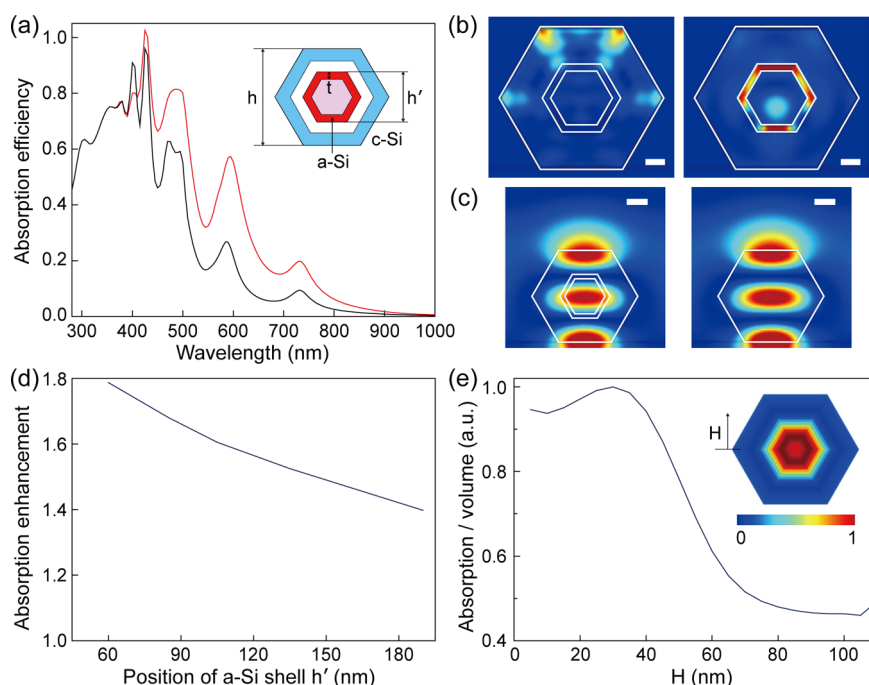 (a)
1.0
0.8
0.6
0.4
0.2
0.0
Absorption efficiency
300 400 500 600 700 800 900 1000
Wavelength (nm)
h
t
h′
c-Si
a-Si
(b)
(c)
(d)
1.8
1.6
1.4
1.2
1.0
Absorption enhancement
60 90 120 150 180
Position of a-Si shell h′ (nm)
(e)
1.0
0.8
0.6
0.4
Absorption / volume (a.u.)
0 20 40 60 80 100
H (nm)
H
0 1